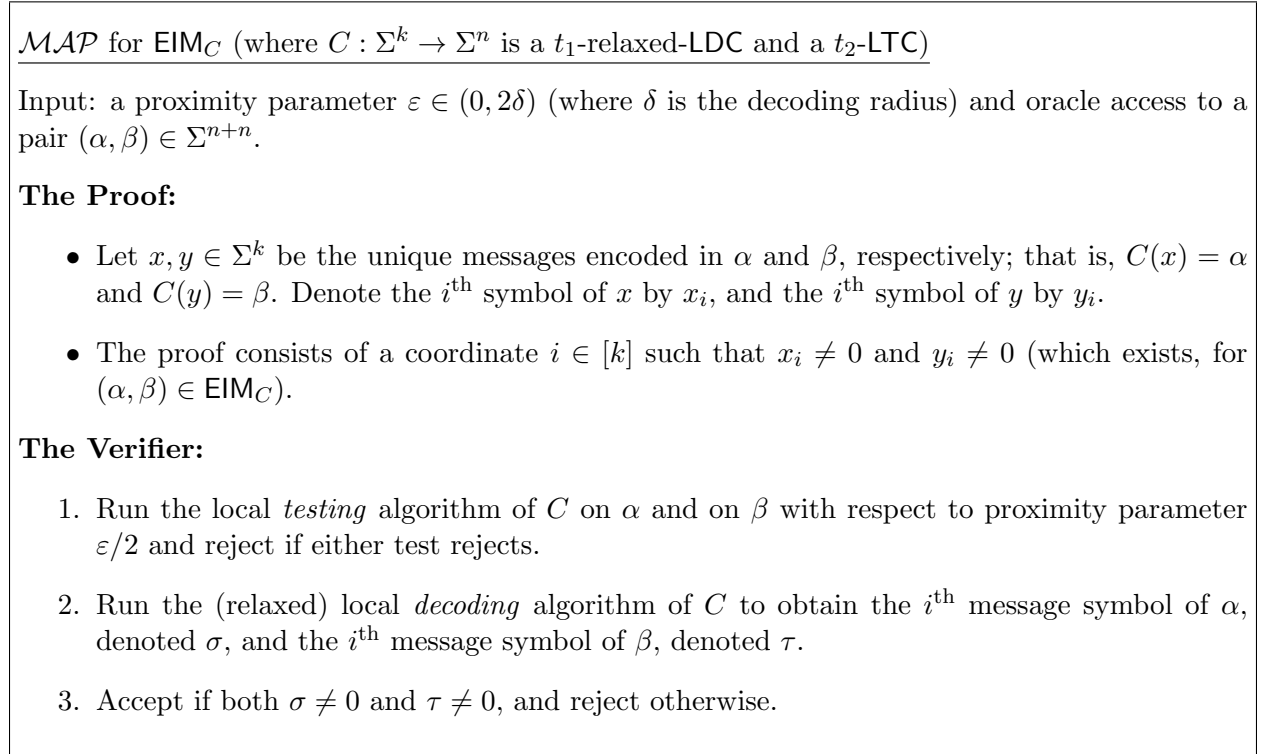 MAP for EIM_C (where C : Σ^k → Σ^n is a t_1-relaxed-LDC and a t_2-LTC)
Input: a proximity parameter ε ∈ (0, 2δ) (where δ is the decoding radius) and oracle access to a
pair (α, β) ∈ Σ^{n+n}.
The Proof:
• Let x, y ∈ Σ^k be the unique messages encoded in α and β, respectively; that is, C(x) = α
and C(y) = β. Denote the i^th symbol of x by x_i, and the i^th symbol of y by y_i.
• The proof consists of a coordinate i ∈ [k] such that x_i ≠ 0 and y_i ≠ 0 (which exists, for
(α, β) ∈ EIM_C).
The Verifier:
1. Run the local testing algorithm of C on α and on β with respect to proximity parameter
ε/2 and reject if either test rejects.
2. Run the (relaxed) local decoding algorithm of C to obtain the i^th message symbol of α,
denoted σ, and the i^th message symbol of β, denoted τ.
3. Accept if both σ ≠ 0 and τ ≠ 0, and reject otherwise.